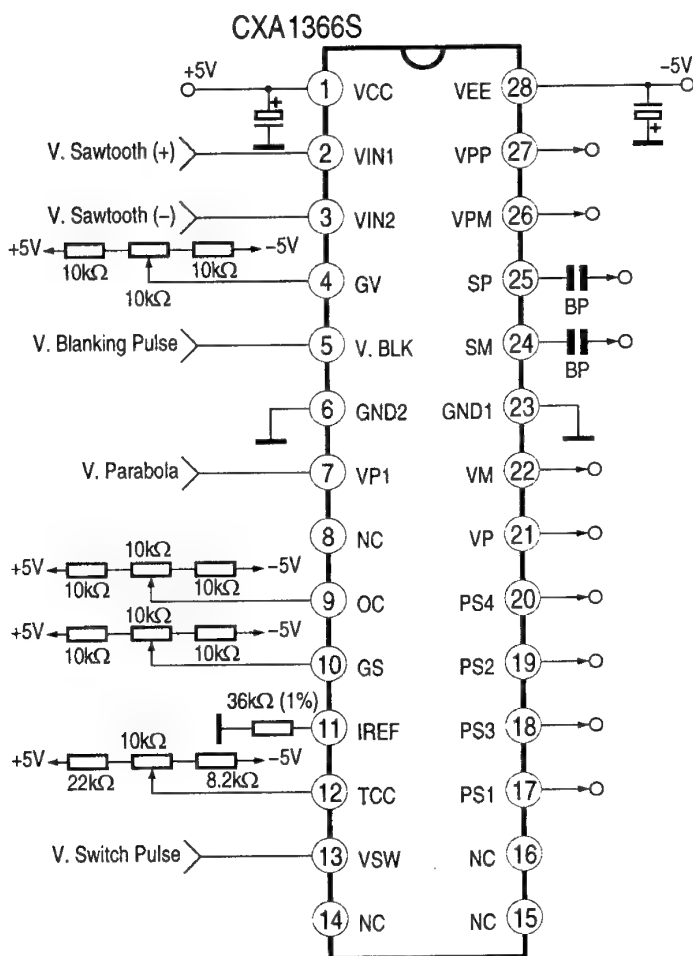 CXA1366S
+5V 1 VCC VEE 28 –5V
+ +
V. Sawtooth (+) 2 VIN1 VPP 27
V. Sawtooth (–) 3 VIN2 VPM 26
+5V 10kΩ 10kΩ –5V
10kΩ 4 GV SP 25 BP
V. Blanking Pulse 5 V. BLK SM 24 BP
6 GND2 GND1 23
V. Parabola 7 VP1 VM 22
8 NC VP 21
+5V 10kΩ –5V
10kΩ 10kΩ 9 OC PS4 20
+5V 10kΩ –5V
10kΩ 10kΩ 10 GS PS2 19
36kΩ (1%) 11 IREF PS3 18
+5V 10kΩ –5V
22kΩ 8.2kΩ 12 TCC PS1 17
V. Switch Pulse 13 VSW NC 16
14 NC NC 15